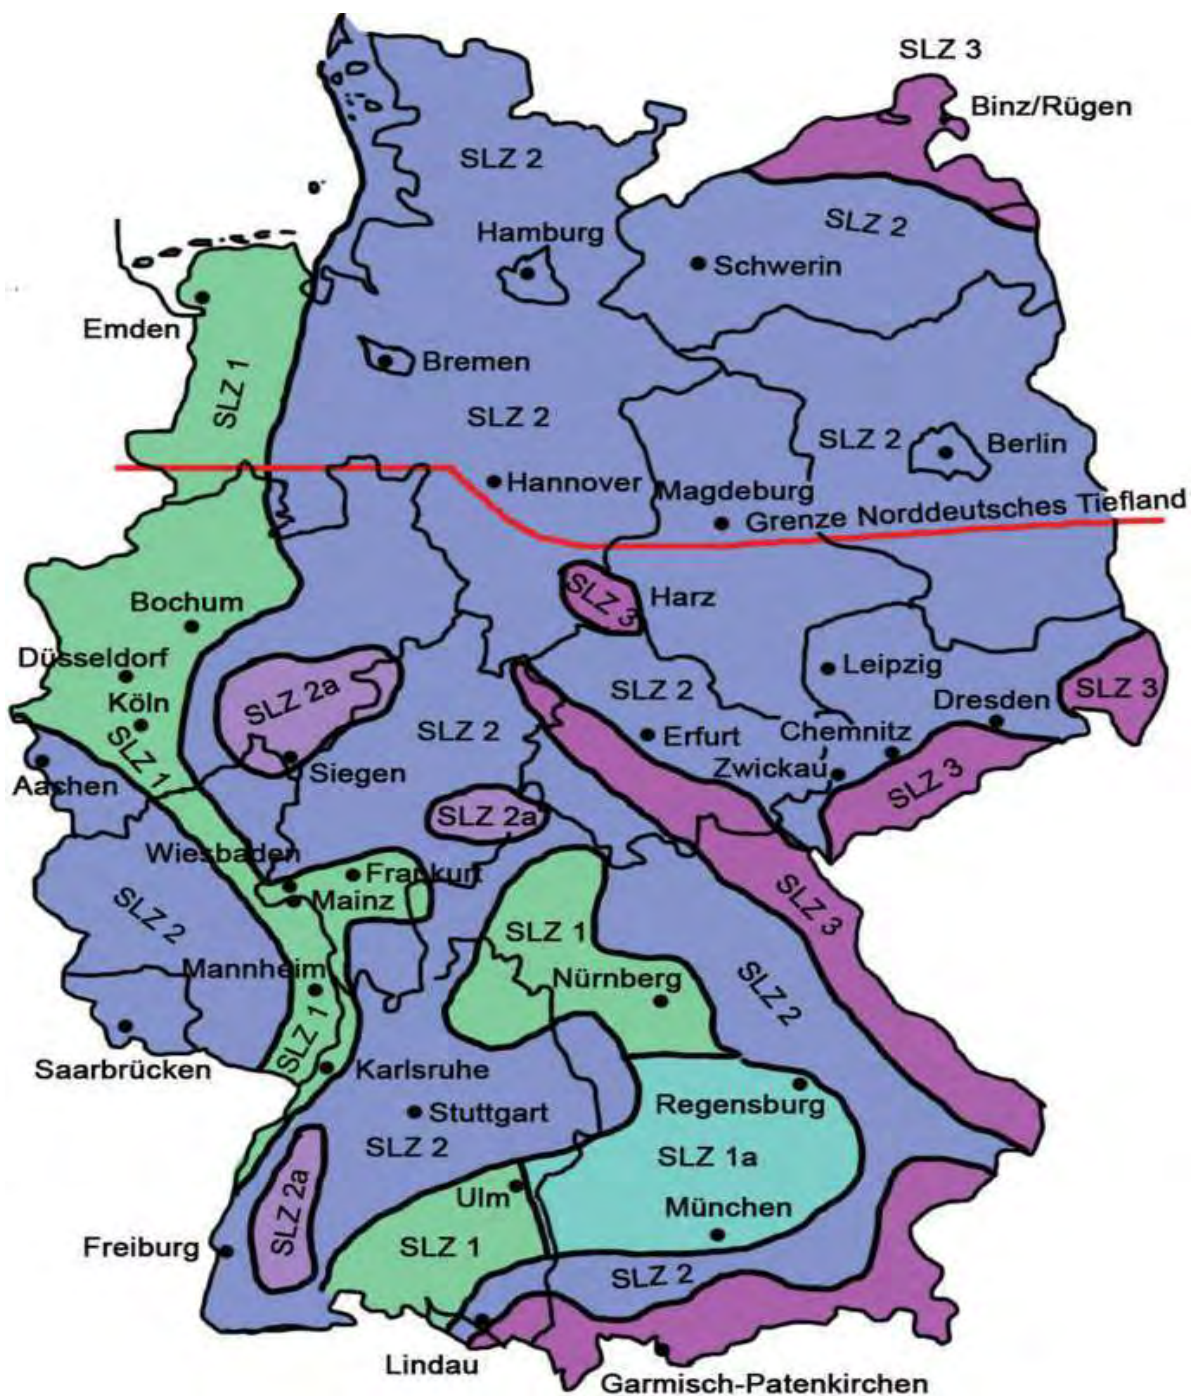 SLZ 3
Binz/Rügen
SLZ 2
SLZ 2
Hamburg
Schwerin
Emden
SLZ 1
Bremen
SLZ 2
SLZ 2
Berlin
Hannover
Magdeburg
Grenze Norddeutsches Tiefland
SLZ 3
Harz
Bochum
Düsseldorf
Köln
SLZ 1
Aachen
SLZ 2a
Siegen
SLZ 2
SLZ 2
Leipzig
Erfurt
Dresden
Chemnitz
Zwickau
SLZ 3
SLZ 3
SLZ 2a
Wiesbaden
Frankurt
Mainz
SLZ 2
SLZ 3
SLZ 1
Mannheim
Nürnberg
SLZ 2
SLZ 1
Saarbrücken
Karlsruhe
Stuttgart
Regensburg
SLZ 2
SLZ 1a
SLZ 2a
Ulm
München
Freiburg
SLZ 1
SLZ 2
Lindau
Garmisch-Patenkirchen